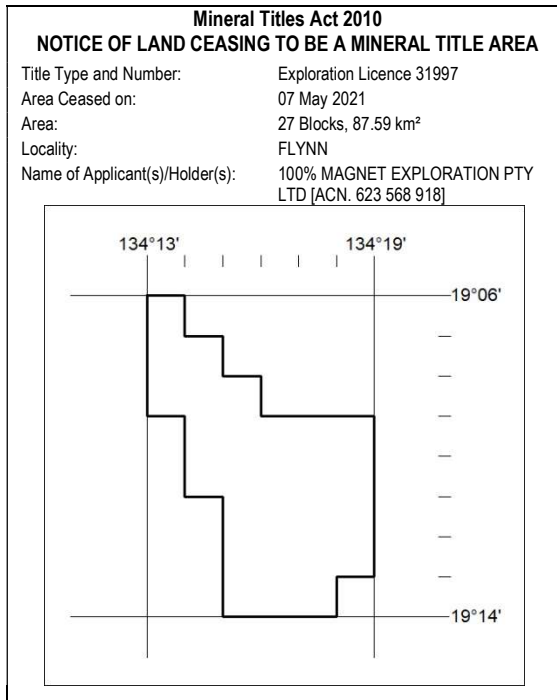 Mineral Titles Act 2010
NOTICE OF LAND CEASING TO BE A MINERAL TITLE AREA
Title Type and Number: Exploration Licence 31997
Area Ceased on: 07 May 2021
Area: 27 Blocks, 87.59 km²
Locality: FLYNN
Name of Applicant(s)/Holder(s): 100% MAGNET EXPLORATION PTY
LTD [ACN. 623 568 918]
134°13' 134°19'
19°06'
19°14'